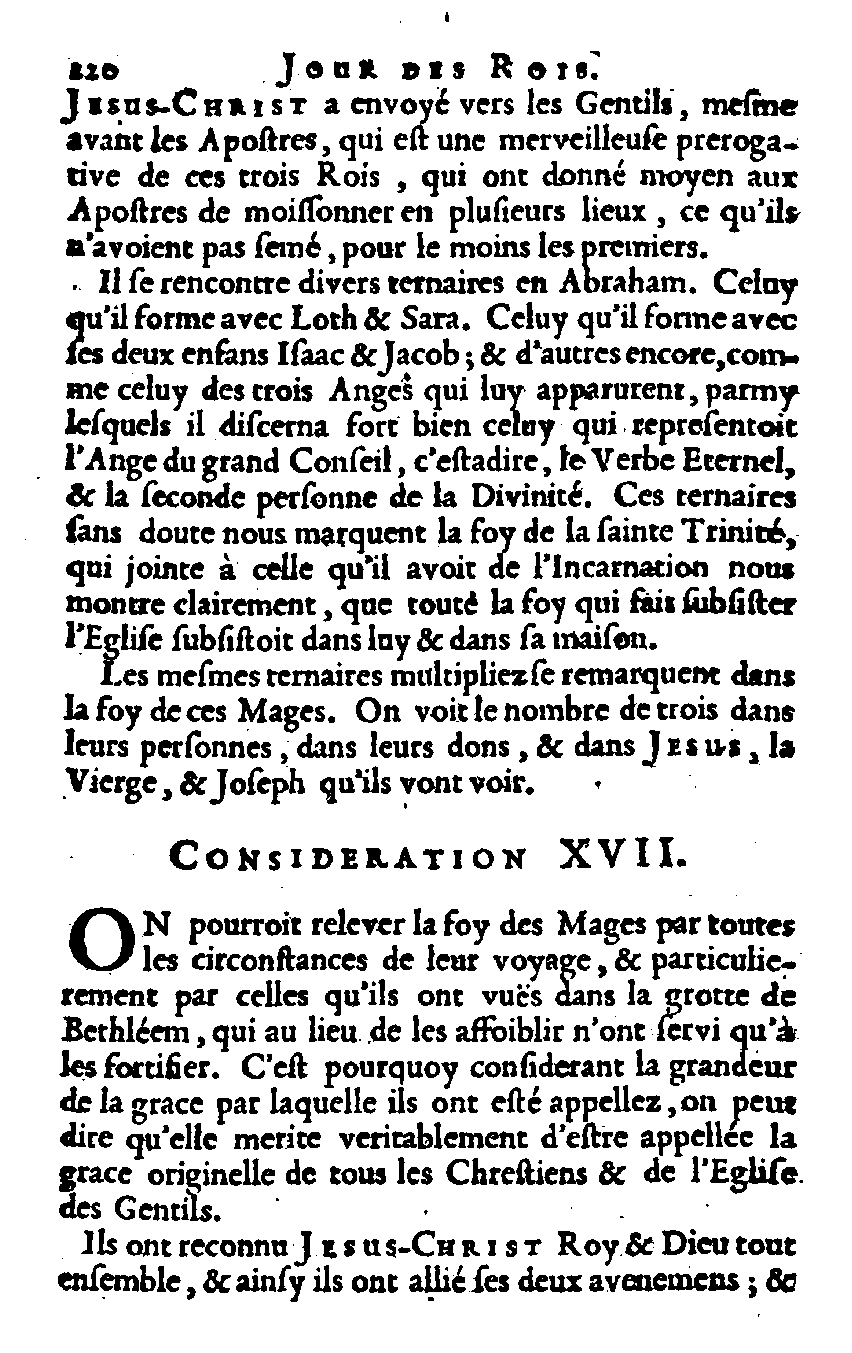 220 JOUR DES ROIS.
JESUS-CHRIST a envoyé vers les Gentils, meſme
avant les Apoſtres, qui eſt une merveilleuſe preroga-
tive de ces trois Rois , qui ont donné moyen aux
Apoſtres de moiſſonner en pluſieurs lieux , ce qu'ils
n'avoient pas ſemé, pour le moins les premiers.
Il ſe rencontre divers ternaires en Abraham. Celuy
qu'il forme avec Loth & Sara. Celuy qu'il forme avec
ſes deux enfans Iſaac & Jacob ; & d'autres encore, com-
me celuy des trois Anges qui luy apparurent, parmy
leſquels il diſcerna fort bien celuy qui repreſentoit
l'Ange du grand Conſeil, c'eſtadire, le Verbe Eternel,
& la ſeconde perſonne de la Divinité. Ces ternaires
ſans doute nous marquent la foy de la ſainte Trinité,
qui jointe à celle qu'il avoit de l'Incarnation nous
montre clairement, que touté la foy qui fait ſubſiſter
l'Egliſe ſubſiſtoit dans luy & dans ſa maiſon.
Les meſmes ternaires multipliez ſe remarquent dans
la foy de ces Mages. On voit le nombre de trois dans
leurs perſonnes, dans leurs dons , & dans JESUS, la
Vierge, & Joſeph qu'ils vont voir.
CONSIDERATION XVII.
ON pourroit relever la foy des Mages par toutes
les circonſtances de leur voyage, & particulie-
rement par celles qu'ils ont vuës dans la grotte de
Bethléem, qui au lieu de les affoiblir n'ont ſervi qu'à
les fortifier. C'eſt pourquoy conſiderant la grandeur
de la grace par laquelle ils ont eſté appellez, on peut
dire qu'elle merite veritablement d'eſtre appellée la
grace originelle de tous les Chreſtiens & de l'Egliſe
des Gentils.
Ils ont reconnu JESUS-CHRIST Roy & Dieu tout
enſemble, & ainſy ils ont allié ſes deux avenemens ; &